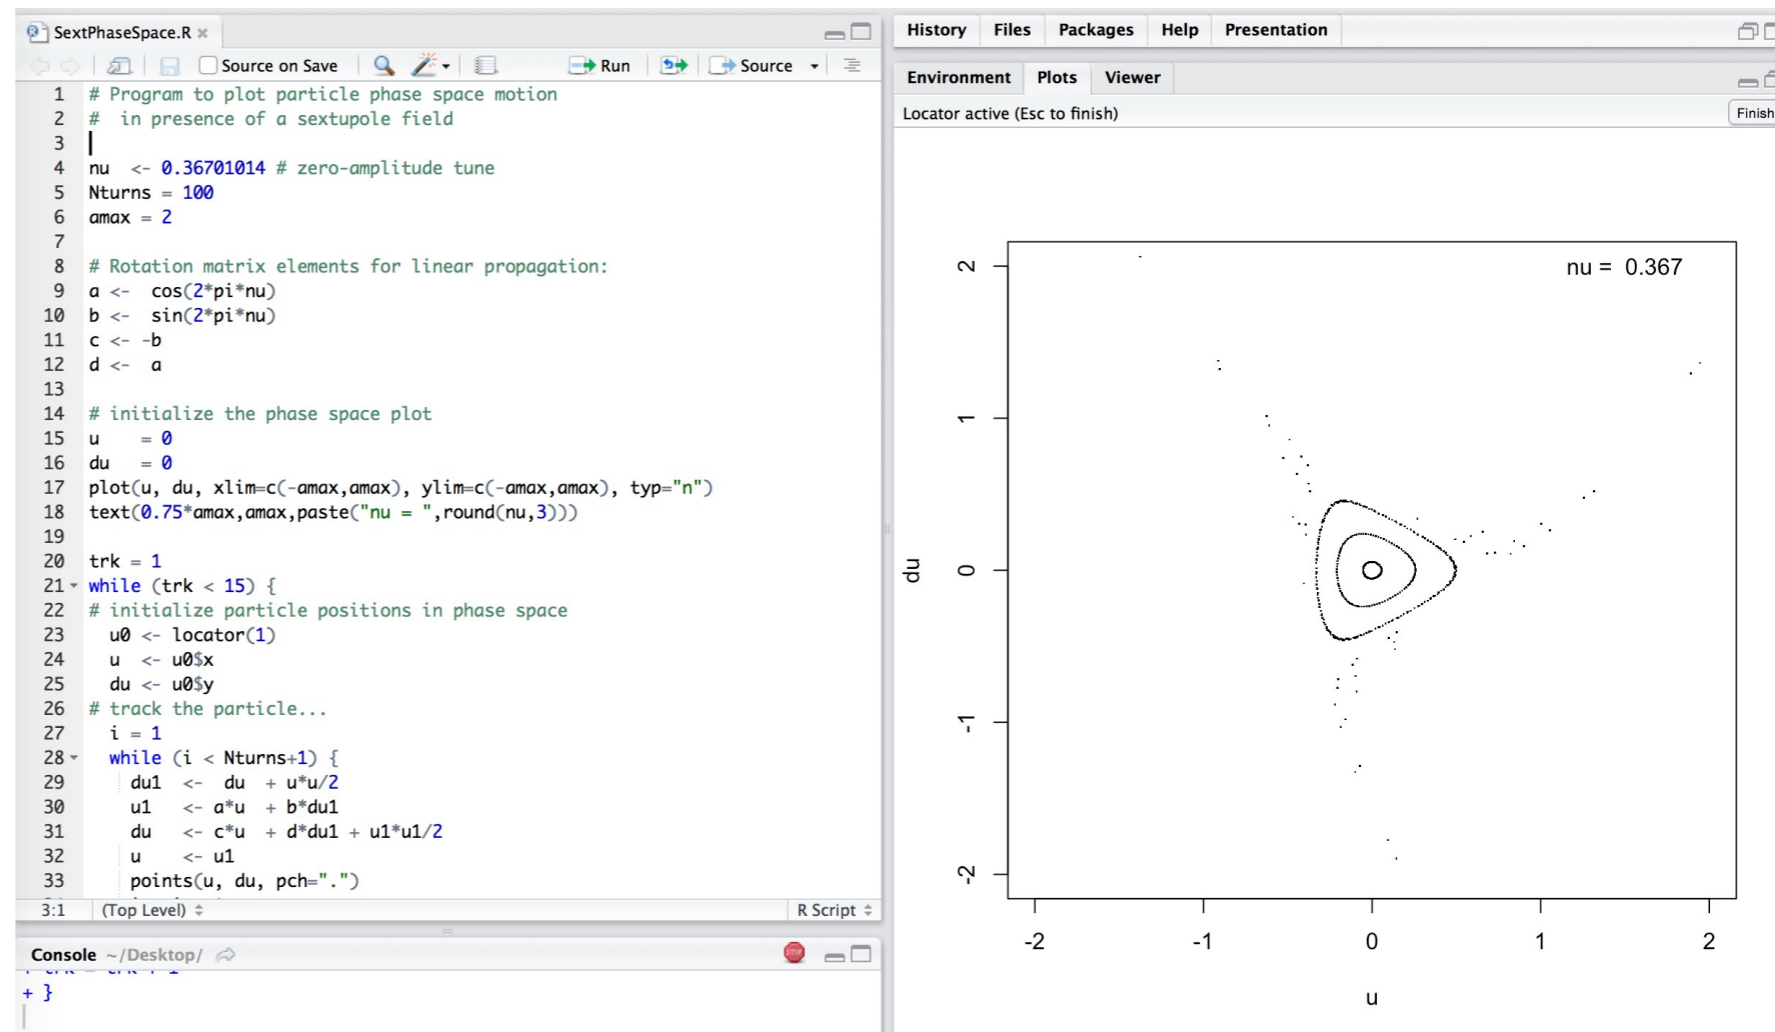 SextPhaseSpace.R
Source on Save Run Source
1 # Program to plot particle phase space motion
2 #  in presence of a sextupole field
3
4 nu  <- 0.36701014 # zero-amplitude tune
5 Nturns = 100
6 amax = 2
7
8 # Rotation matrix elements for linear propagation:
9 a <-  cos(2*pi*nu)
10 b <-  sin(2*pi*nu)
11 c <- -b
12 d <-  a
13
14 # initialize the phase space plot
15 u    = 0
16 du   = 0
17 plot(u, du, xlim=c(-amax,amax), ylim=c(-amax,amax), typ="n")
18 text(0.75*amax,amax,paste("nu = ",round(nu,3)))
19
20 trk = 1
21 while (trk < 15) {
22 # initialize particle positions in phase space
23   u0 <- locator(1)
24   u  <- u0$x
25   du <- u0$y
26 # track the particle...
27   i = 1
28   while (i < Nturns+1) {
29     du1  <-  du  + u*u/2
30     u1   <- a*u  + b*du1
31     du   <- c*u  + d*du1 + u1*u1/2
32     u    <- u1
33     points(u, du, pch=".")
3:1 (Top Level) R Script
Console ~/Desktop/
+ trk = trk + 1
+ }
History Files Packages Help Presentation
Environment Plots Viewer
Locator active (Esc to finish) Finish
nu =  0.367
2
1
0
-1
-2
du
-2 -1 0 1 2
u